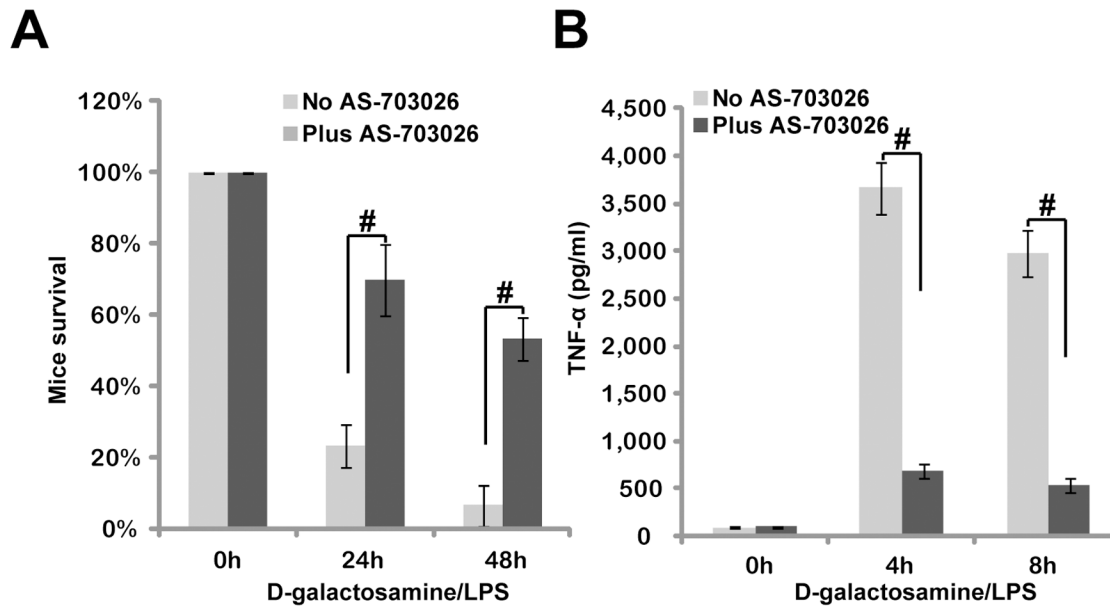 A
No AS-703026
Plus AS-703026
120%
100%
80%
60%
40%
20%
0%
Mice survival
#
#
0h 24h 48h
D-galactosamine/LPS
B
No AS-703026
Plus AS-703026
4,500
4,000
3,500
3,000
2,500
2,000
1,500
1,000
500
0
TNF-α (pg/ml)
#
#
0h 4h 8h
D-galactosamine/LPS